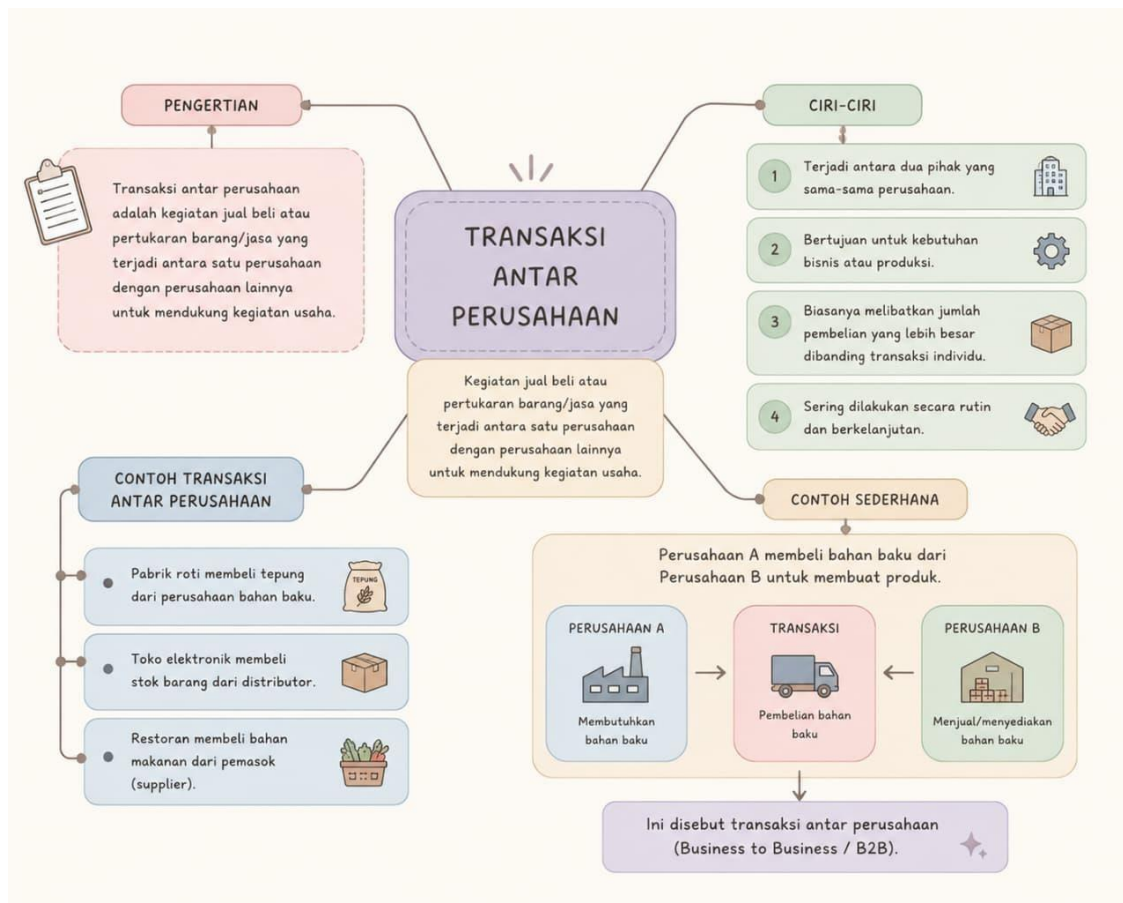 TRANSAKSI
ANTAR
PERUSAHAAN
Kegiatan jual beli atau
pertukaran barang/jasa yang
terjadi antara satu perusahaan
dengan perusahaan lainnya
untuk mendukung kegiatan usaha.
PENGERTIAN
Transaksi antar perusahaan
adalah kegiatan jual beli atau
pertukaran barang/jasa yang
terjadi antara satu perusahaan
dengan perusahaan lainnya
untuk mendukung kegiatan usaha.
CIRI-CIRI
1
Terjadi antara dua pihak yang
sama-sama perusahaan.
2
Bertujuan untuk kebutuhan
bisnis atau produksi.
3
Biasanya melibatkan jumlah
pembelian yang lebih besar
dibanding transaksi individu.
4
Sering dilakukan secara rutin
dan berkelanjutan.
CONTOH TRANSAKSI
ANTAR PERUSAHAAN
Pabrik roti membeli tepung
dari perusahaan bahan baku.
TEPUNG
Toko elektronik membeli
stok barang dari distributor.
Restoran membeli bahan
makanan dari pemasok
(supplier).
CONTOH SEDERHANA
Perusahaan A membeli bahan baku dari
Perusahaan B untuk membuat produk.
PERUSAHAAN A
Membutuhkan
bahan baku
TRANSAKSI
Pembelian bahan
baku
PERUSAHAAN B
Menjual/menyediakan
bahan baku
Ini disebut transaksi antar perusahaan
(Business to Business / B2B).